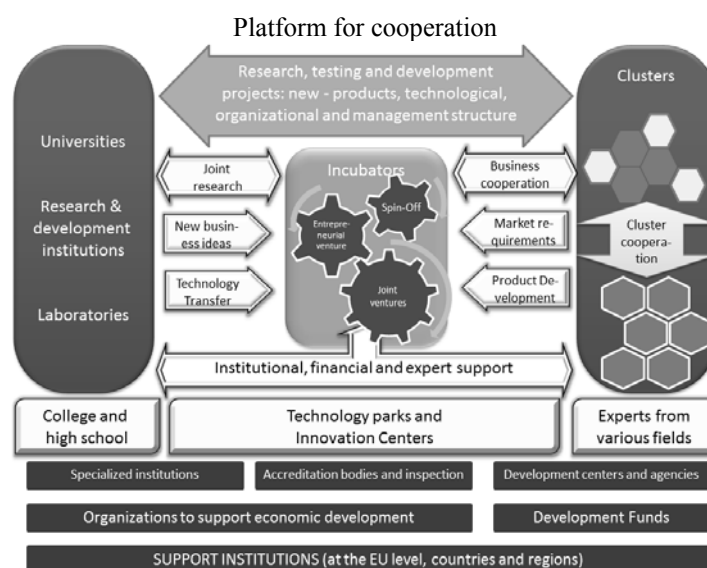 Platform for cooperation
Research, testing and development
projects: new - products, technological,
organizational and management structure
Clusters
Universities
Research &
development
institutions
Laboratories
Joint
research
New busin-
ess ideas
Technology
Transfer
Incubators
Spin-Off
Entrepre-
neurial
venture
Joint
ventures
Business
cooperation
Market re-
quirements
Product De-
velopment
Cluster
coopera-
tion
Institutional, financial and expert support
College and
high school
Technology parks and
Innovation Centers
Experts from
various fields
Specialized institutions
Accreditation bodies and inspection
Development centers and agencies
Organizations to support economic development
Development Funds
SUPPORT INSTITUTIONS (at the EU level, countries and regions)